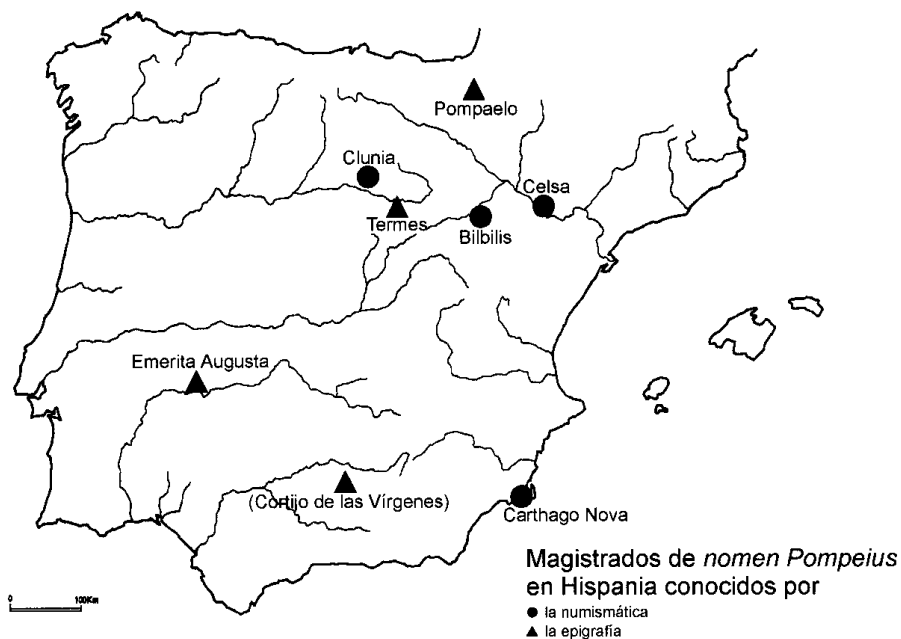 Pompaelo
Clunia
Celsa
Termes
Bilbilis
Emerita Augusta
(Cortijo de las Vírgenes)
Carthago Nova
Magistrados de nomen Pompeius
en Hispania conocidos por
la numismática
la epigrafía
0 100Km